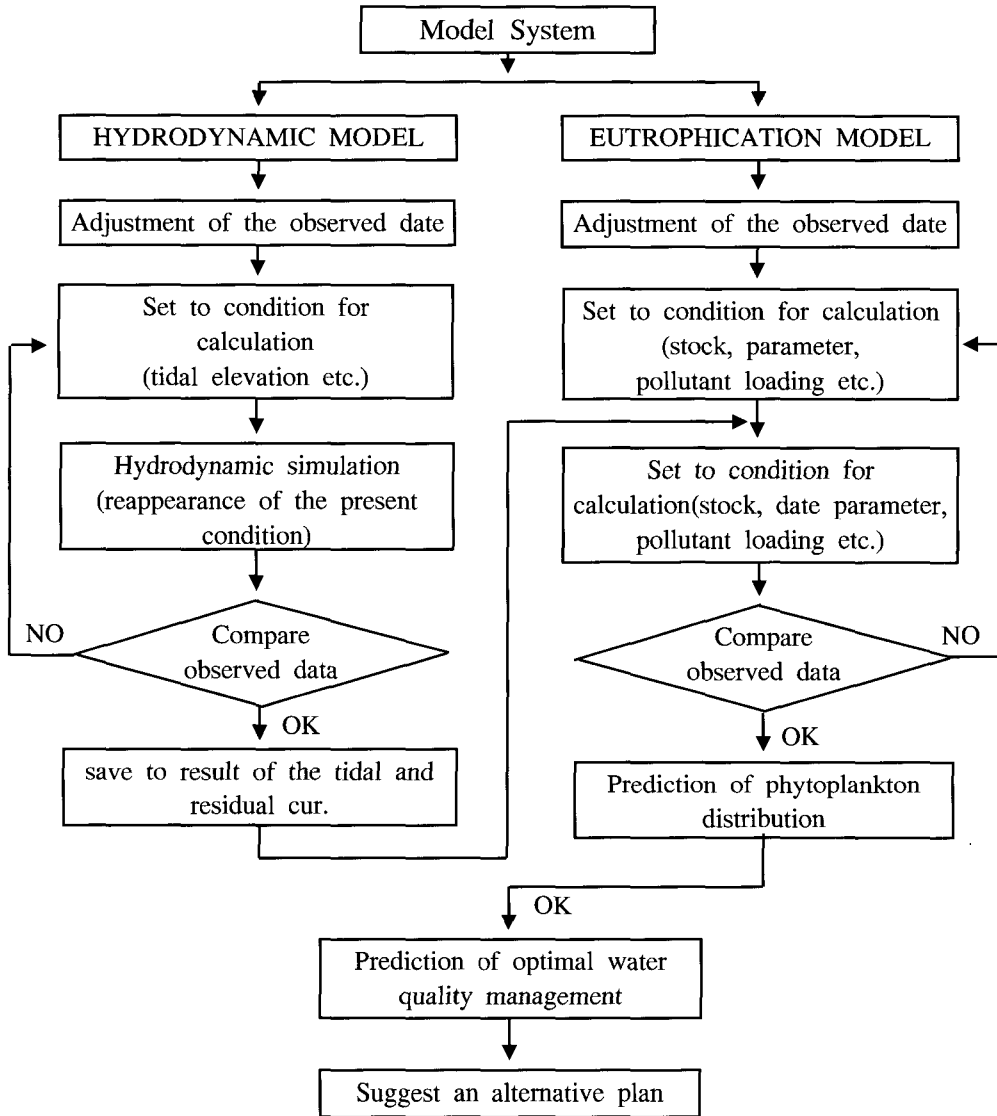 Model System
HYDRODYNAMIC MODEL
Adjustment of the observed date
Set to condition for
calculation
(tidal elevation etc.)
Hydrodynamic simulation
(reappearance of the present
condition)
NO
Compare
observed data
OK
save to result of the tidal and
residual cur.
EUTROPHICATION MODEL
Adjustment of the observed date
Set to condition for calculation
(stock, parameter,
pollutant loading etc.)
Set to condition for
calculation(stock, date parameter,
pollutant loading etc.)
Compare
observed data
NO
OK
Prediction of phytoplankton
distribution
OK
Prediction of optimal water
quality management
Suggest an alternative plan